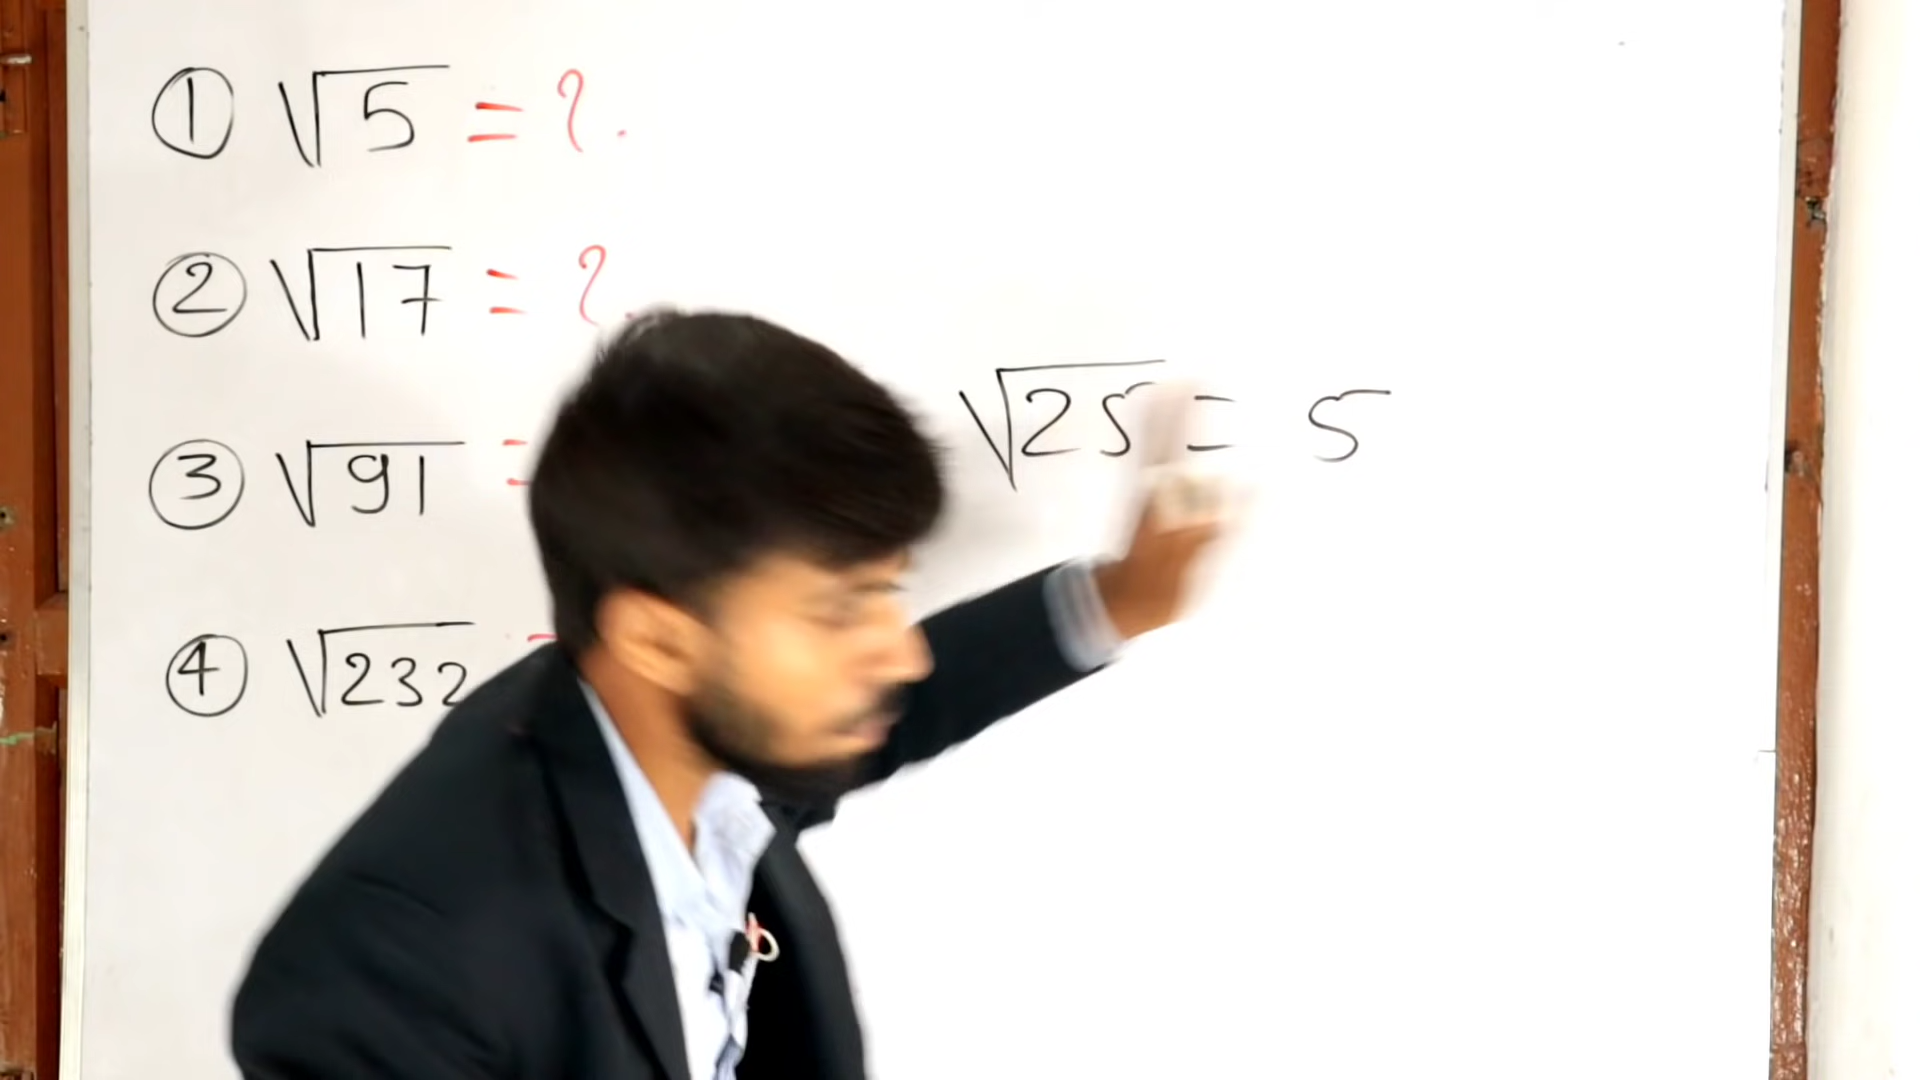 ① √5 = ?
② √17 = ?
√25 = 5
③ √91 =
④ √232 =